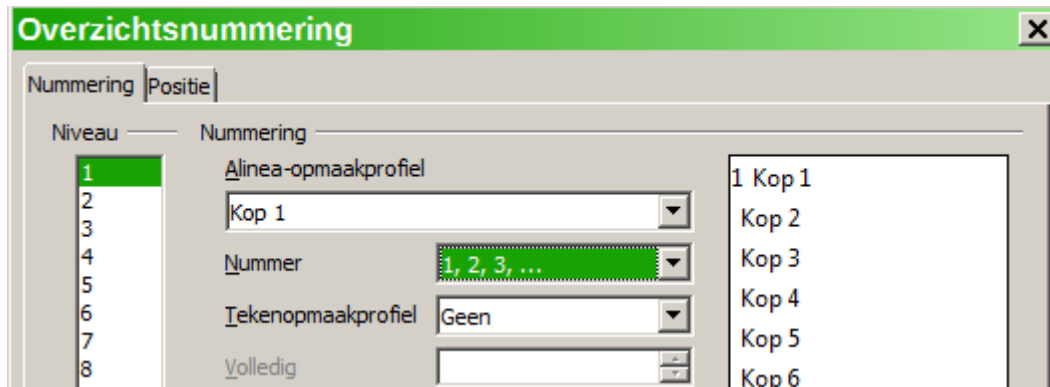 Overzichtsnummering
Nummering Positie
Niveau Nummering
1
2
3
4
5
6
7
8
Alinea-opmaakprofiel
Kop 1
Nummer 1, 2, 3, ...
Tekenopmaakprofiel Geen
Volledig
1 Kop 1
Kop 2
Kop 3
Kop 4
Kop 5
Kop 6